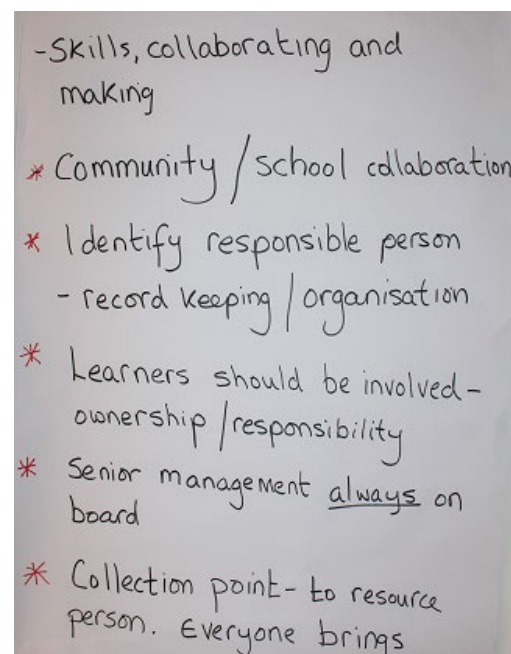 -Skills, collaborating and
making
* Community / school collaboration
* Identify responsible person
- record keeping / organisation
* Learners should be involved -
ownership / responsibility
* Senior management always on
board
* Collection point - to resource
person. Everyone brings